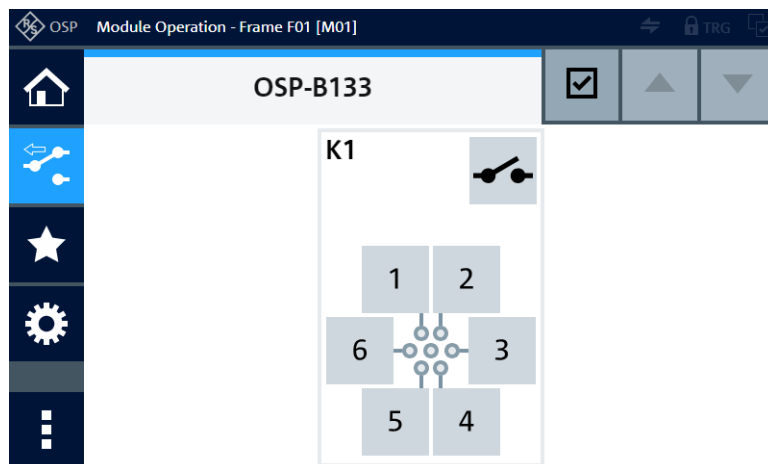 R&S OSP Module Operation - Frame F01 [M01] TRG
OSP-B133
K1
1 2
6 3
5 4